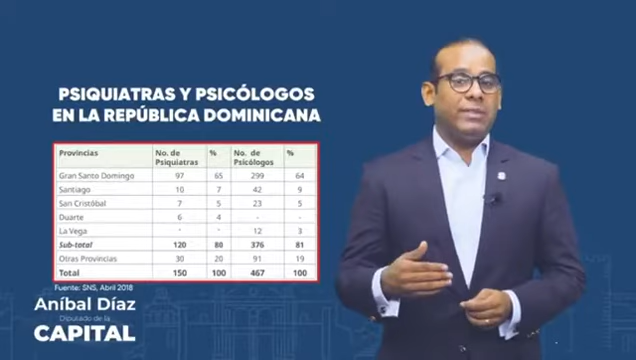 PSIQUIATRAS Y PSICÓLOGOS
EN LA REPÚBLICA DOMINICANA
Provincias No. de Psiquiatras % No. de Psicólogos %
Gran Santo Domingo 97 65 299 64
Santiago 10 7 42 9
San Cristóbal 7 5 23 5
Duarte 6 4 - -
La Vega - - 12 3
Sub-total 120 80 376 81
Otras Provincias 30 20 91 19
Total 150 100 467 100
Fuente: SNS, Abril 2018
Aníbal Díaz
Diputado de la
CAPITAL